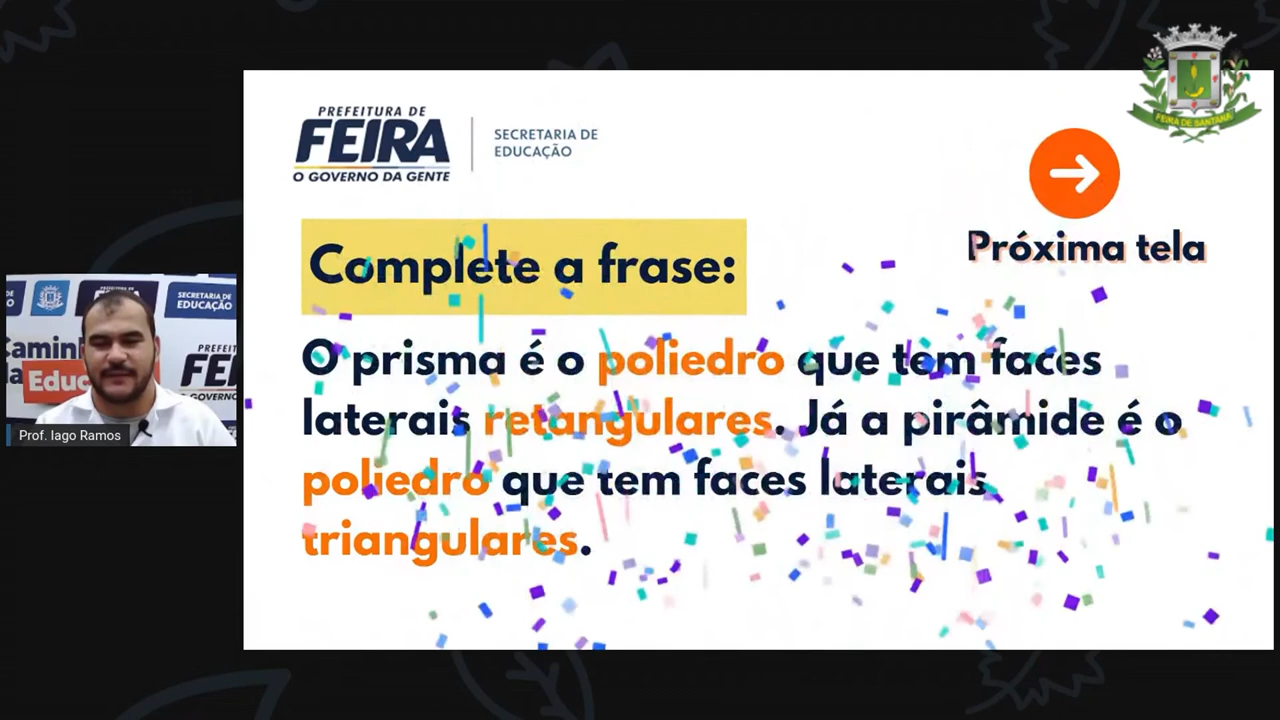 PREFEITURA DE
FEIRA
O GOVERNO DA GENTE
SECRETARIA DE
EDUCAÇÃO
FEIRA DE SANTANA
Próxima tela
Complete a frase:
O prisma é o poliedro que tem faces
laterais retangulares. Já a pirâmide é o
poliedro que tem faces laterais
triangulares.
SECRETARIA DE
EDUCAÇÃO
Prof. Iago Ramos